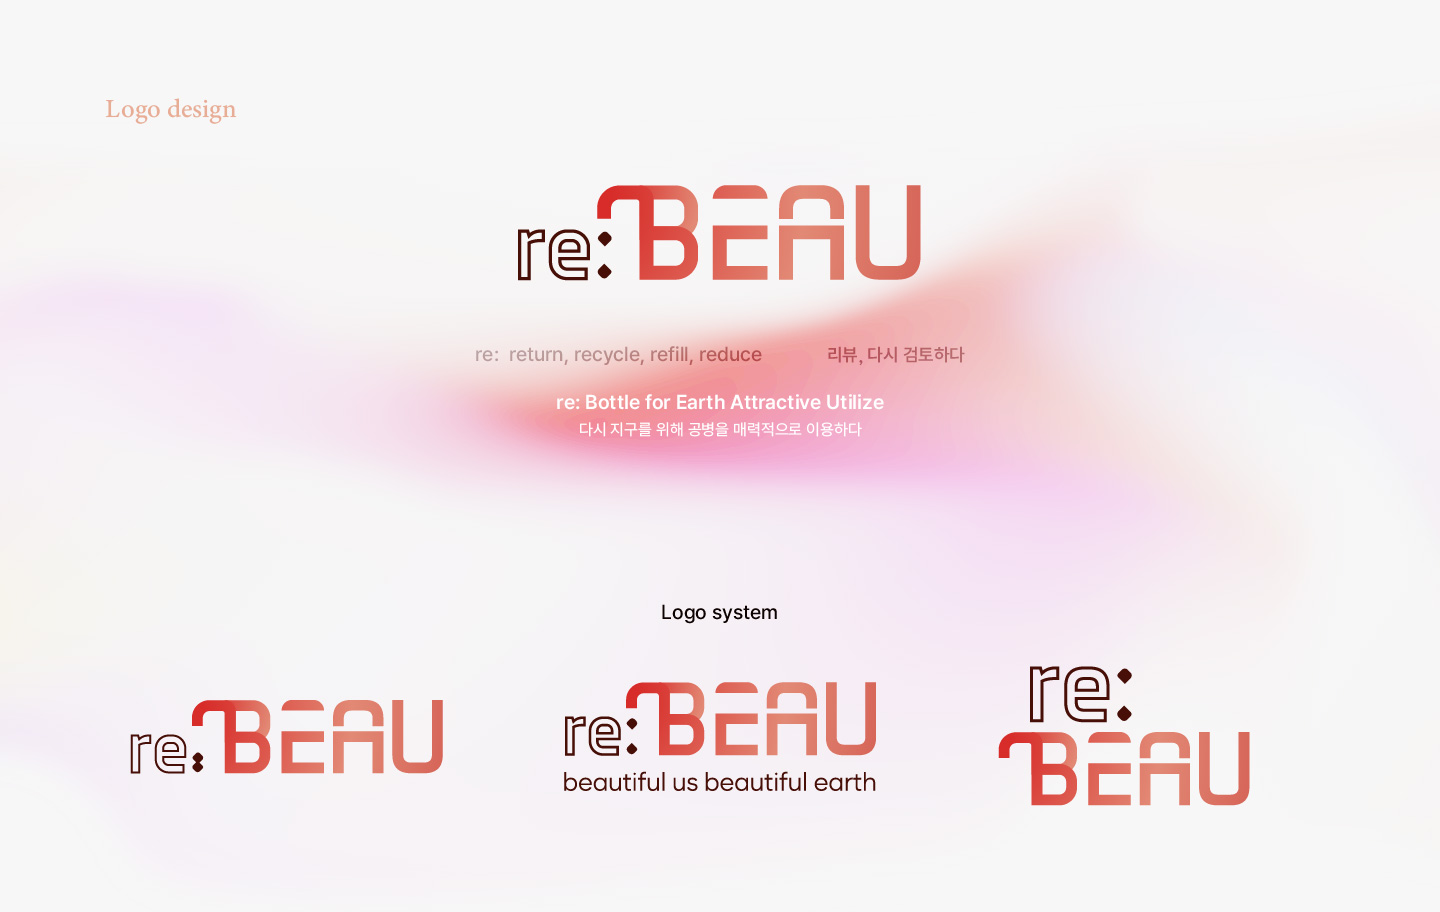 Logo design
re: BEAU
re: return, recycle, refill, reduce 리뷰, 다시 검토하다
re: Bottle for Earth Attractive Utilize
다시 지구를 위해 공병을 매력적으로 이용하다
Logo system
re: BEAU
re: BEAU
beautiful us beautiful earth
re:
BEAU